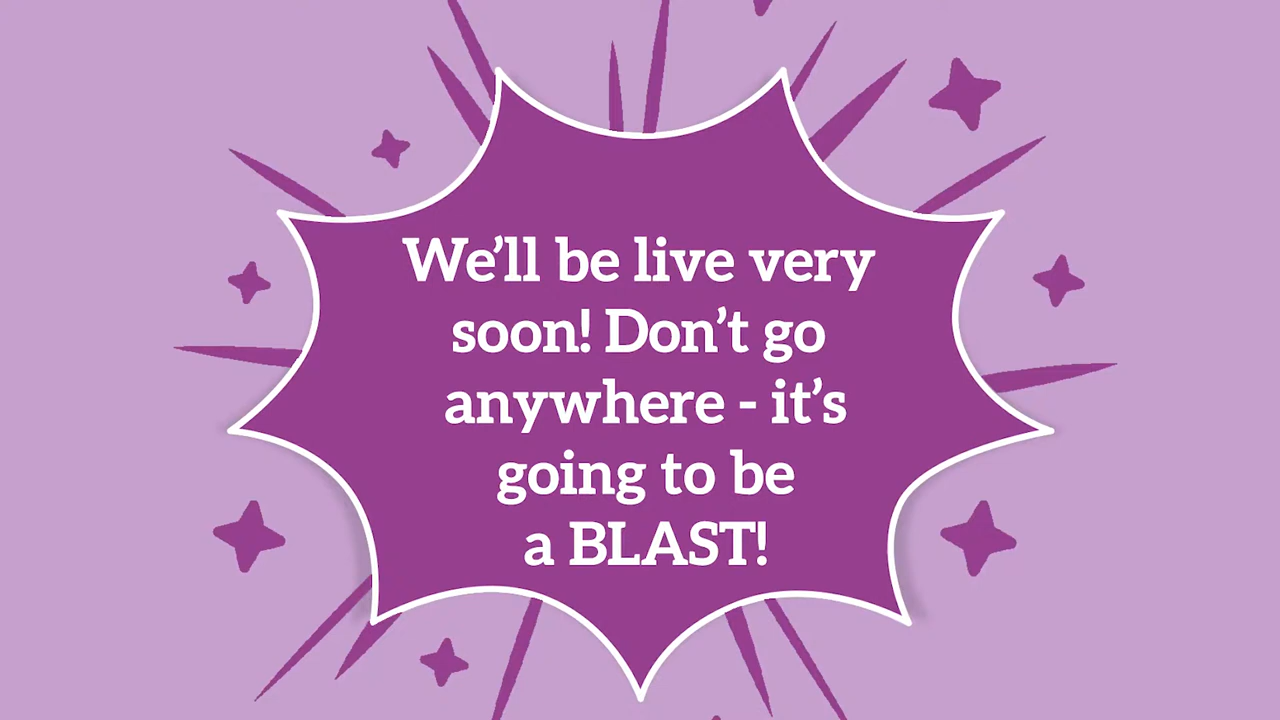 We’ll be live very
soon! Don’t go
anywhere - it’s
going to be
a BLAST!